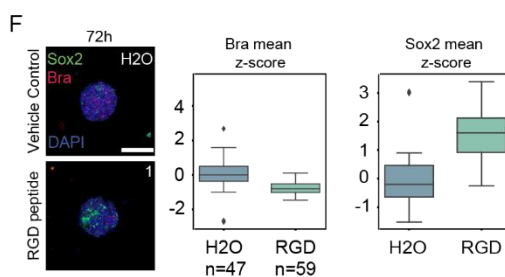 F
72h
Vehicle Control
Sox2 H2O
Bra
DAPI
RGD peptide
1
Bra mean
z-score
4
2
0
-2
H2O RGD
n=47 n=59
Sox2 mean
z-score
3
2
1
0
-1
H2O RGD